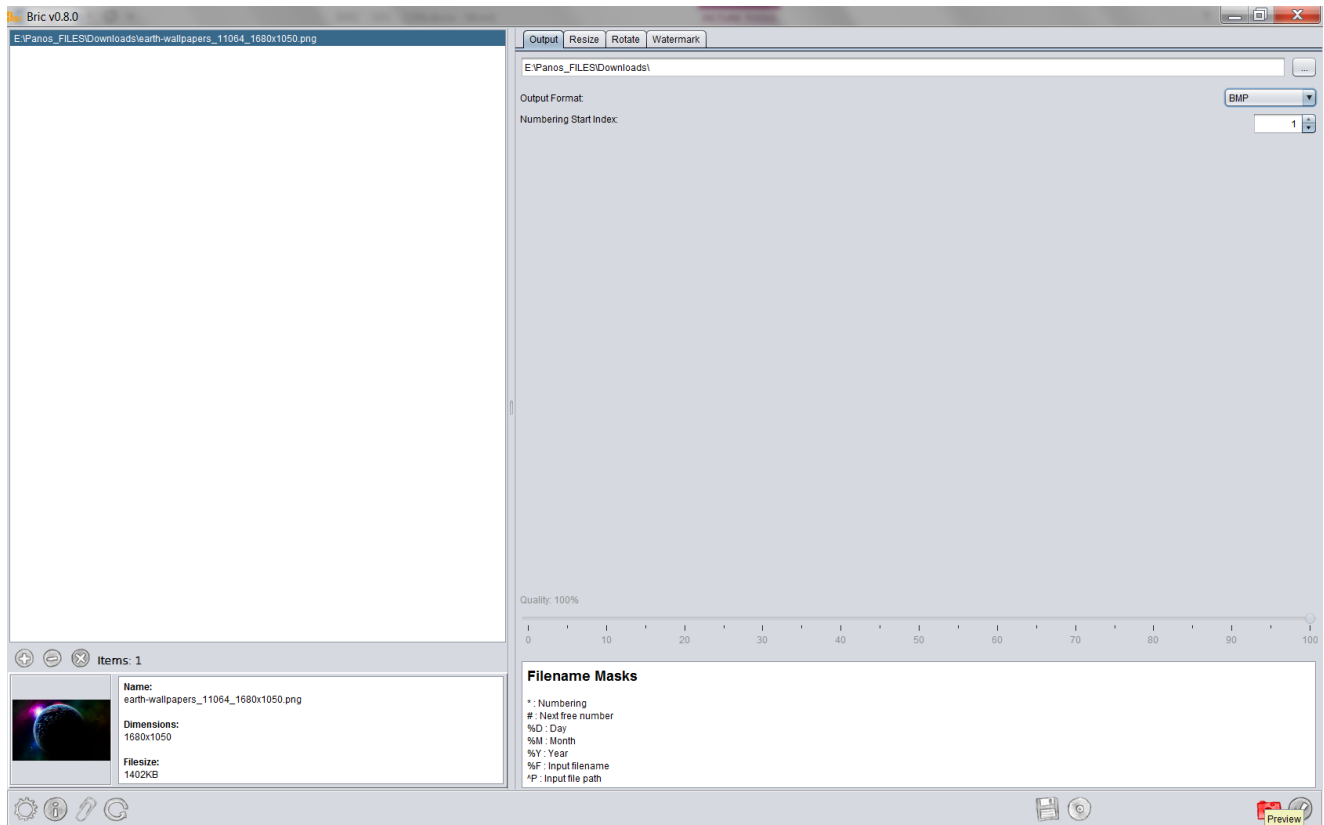 Bric v0.8.0
E:\Panos_FILES\Downloads\earth-wallpapers_11064_1680x1050.png
Output Resize Rotate Watermark
E:\Panos_FILES\Downloads\
...
Output Format: BMP
Numbering Start Index: 1
Quality: 100%
0 10 20 30 40 50 60 70 80 90 100
Items: 1
Name:
earth-wallpapers_11064_1680x1050.png
Dimensions:
1680x1050
Filesize:
1402KB
Filename Masks
* : Numbering
# : Next free number
%D : Day
%M : Month
%Y : Year
%F : Input filename
^P : Input file path
Preview